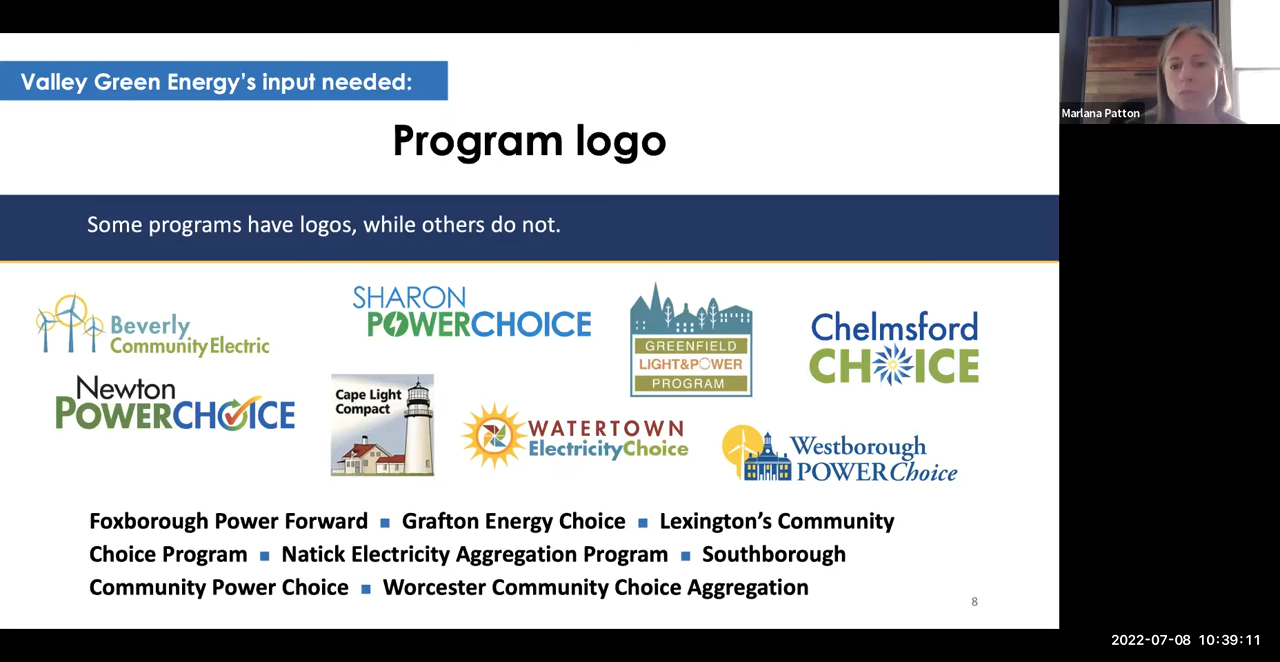 Valley Green Energy's input needed:
Marlana Patton
Program logo
Some programs have logos, while others do not.
Beverly
Community Electric
SHARON
POWERCHOICE
GREENFIELD
LIGHT&POWER
PROGRAM
Chelmsford
CHOICE
Newton
POWERCHOICE
Cape Light
Compact
WATERTOWN
ElectricityChoice
Westborough
POWERChoice
Foxborough Power Forward ■ Grafton Energy Choice ■ Lexington's Community
Choice Program ■ Natick Electricity Aggregation Program ■ Southborough
Community Power Choice ■ Worcester Community Choice Aggregation
8
2022-07-08 10:39:11